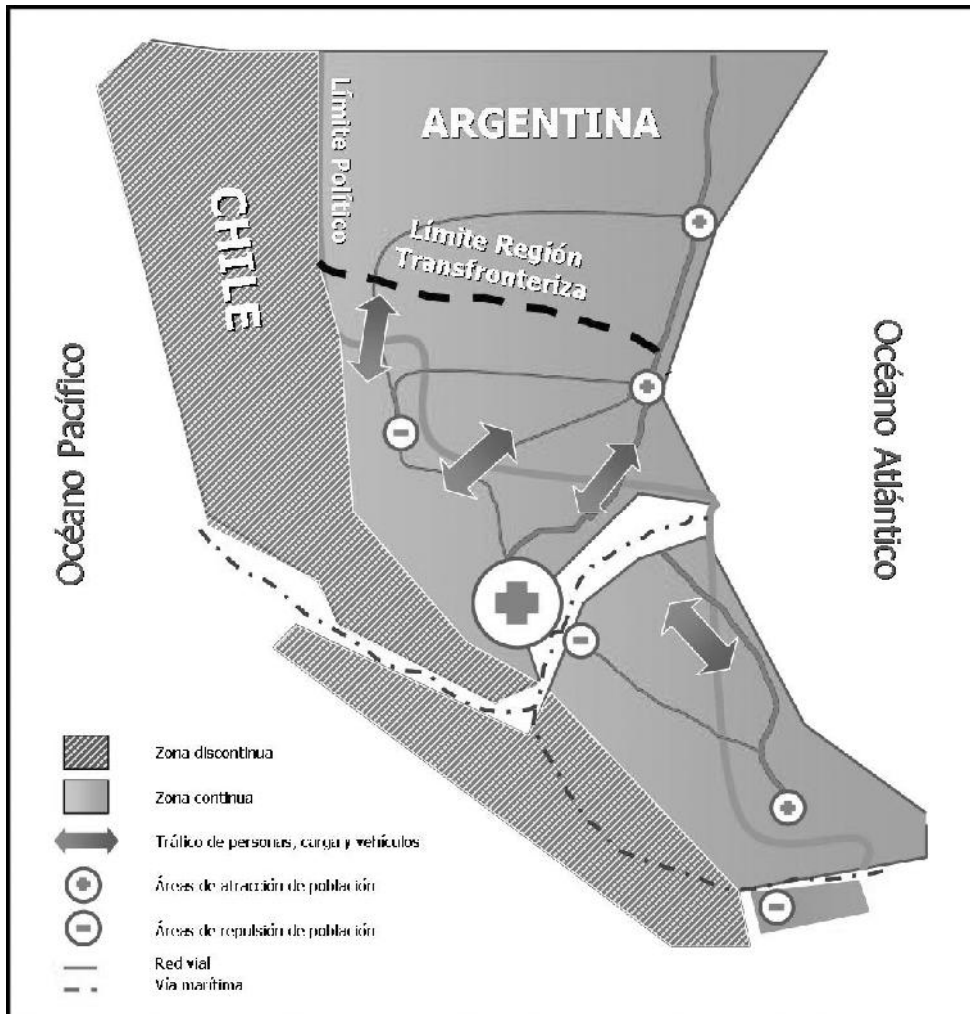 ARGENTINA
Límite Político
CHILE
Límite Región
Transfronteriza
Océano Pacífico
Océano Atlántico
Zona discontinua
Zona continua
Tráfico de personas, carga y vehículos
Áreas de atracción de población
Áreas de repulsión de población
Red vial
Vía marítima